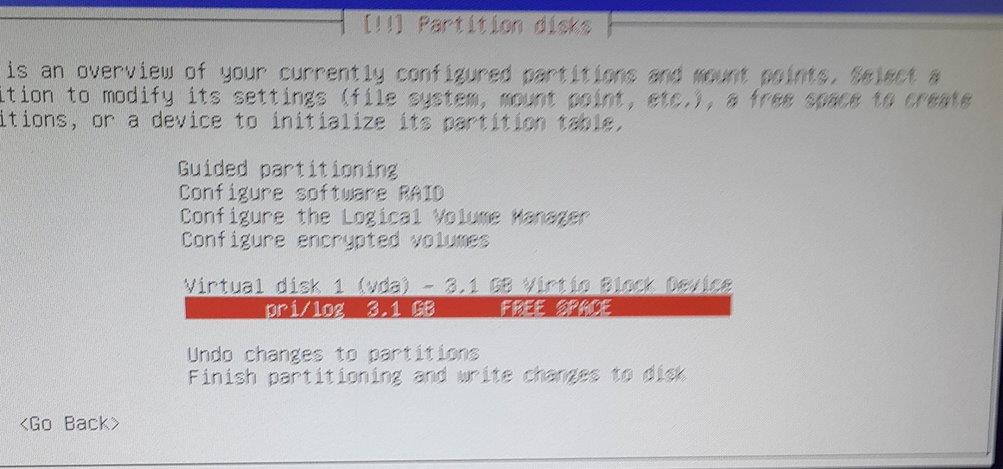 [!!] Partition disks
is an overview of your currently configured partitions and mount points. Select a
ition to modify its settings (file system, mount point, etc.), a free space to create
itions, or a device to initialize its partition table.
Guided partitioning
Configure software RAID
Configure the Logical Volume Manager
Configure encrypted volumes
Virtual disk 1 (vda) - 3.1 GB Virtio Block Device
pri/log 3.1 GB FREE SPACE
Undo changes to partitions
Finish partitioning and write changes to disk
<Go Back>